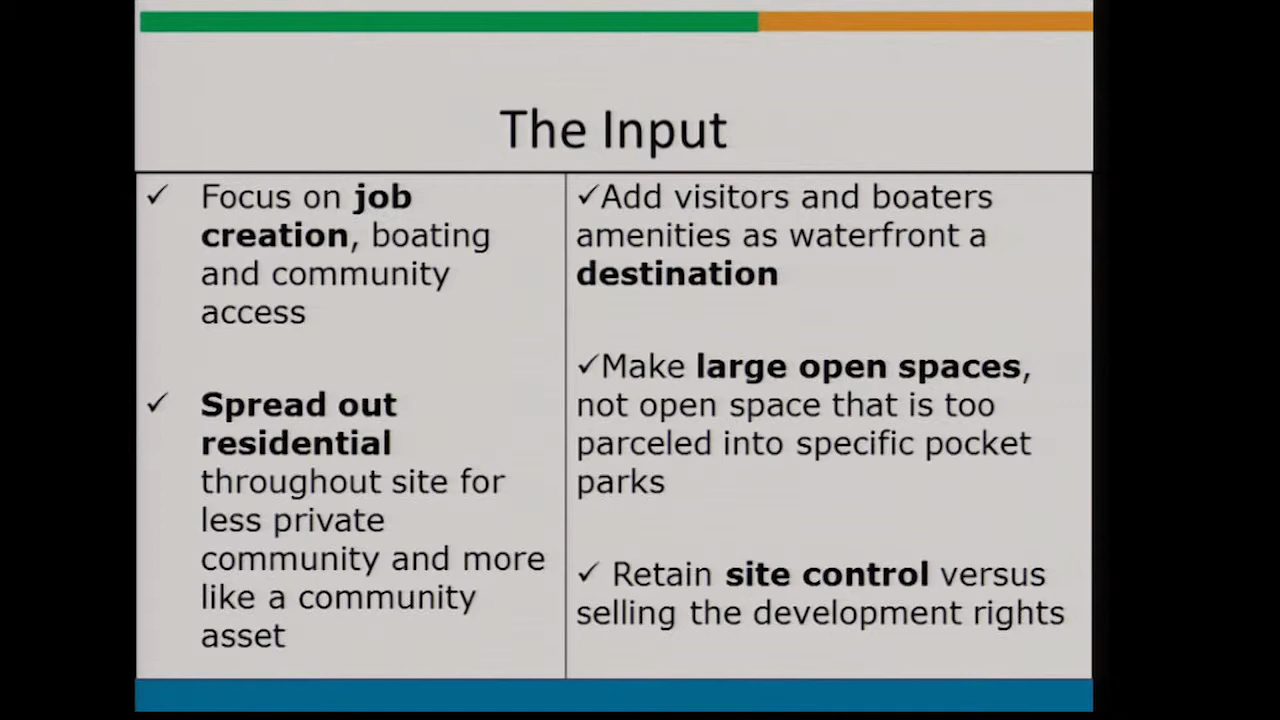 The Input
✓ Focus on job
creation, boating
and community
access
✓ Spread out
residential
throughout site for
less private
community and more
like a community
asset
✓Add visitors and boaters
amenities as waterfront a
destination
✓Make large open spaces,
not open space that is too
parceled into specific pocket
parks
✓ Retain site control versus
selling the development rights